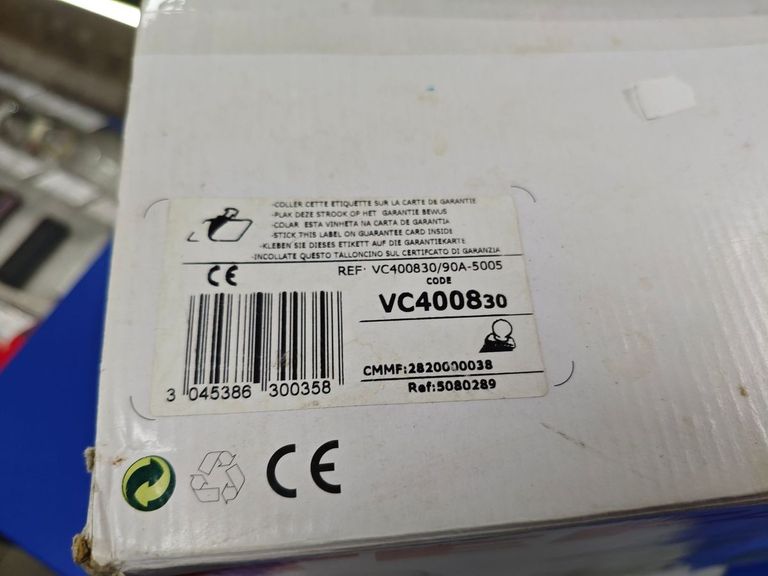 -COLLER CETTE ETIQUETTE SUR LA CARTE DE GARANTIE
-PLAK DEZE STROOK OP HET GARANTIE BEWUS
-COLAR ESTA VINHETA NA CARTA DE GARANTIA
-STICK THIS LABEL ON GUARANTEE CARD INSIDE
-KLEBEN SIE DIESES ETIKETT AUF DIE GARANTIEKARTE
-INCOLLATE QUESTO TALLONCINO SUL CERTIFCATO DI GARANZIA
CE
REF· VC400830/90A-5005
CODE
VC400830
CMMF:2820000038
Ref:5080289
3 045386 300358
CE